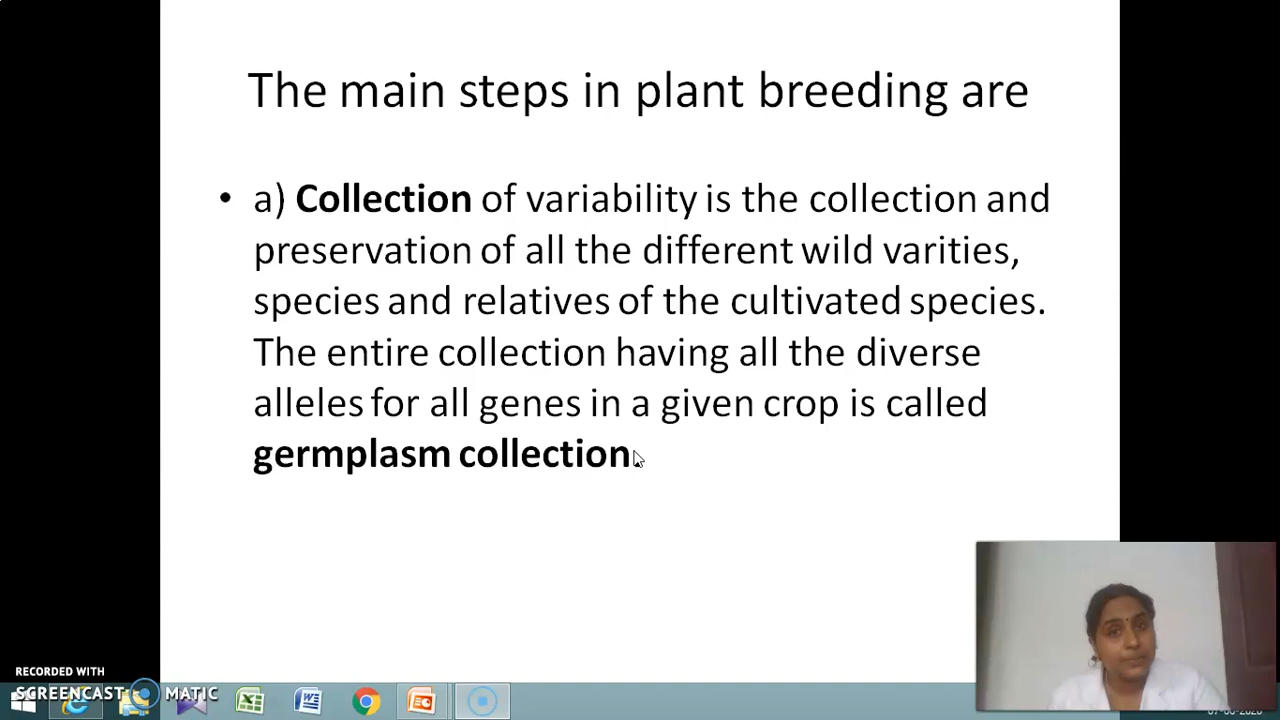 The main steps in plant breeding are
• a) Collection of variability is the collection and
preservation of all the different wild varities,
species and relatives of the cultivated species.
The entire collection having all the diverse
alleles for all genes in a given crop is called
germplasm collection.
RECORDED WITH
SCREENCAST MATIC